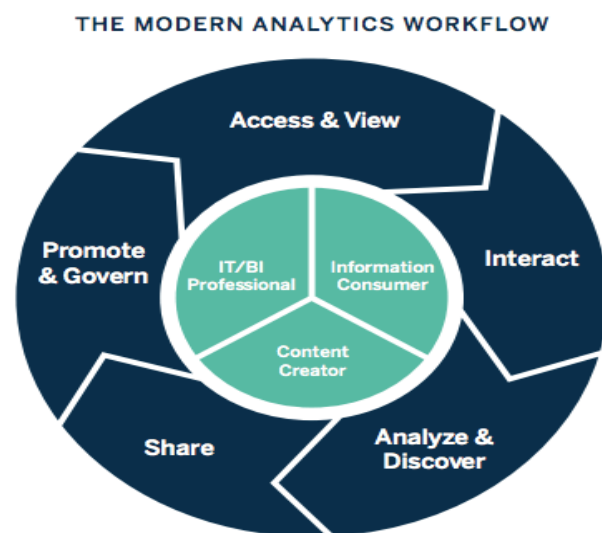 THE MODERN ANALYTICS WORKFLOW
Access & View
Interact
Analyze &
Discover
Share
Promote
& Govern
IT/BI
Professional
Information
Consumer
Content
Creator